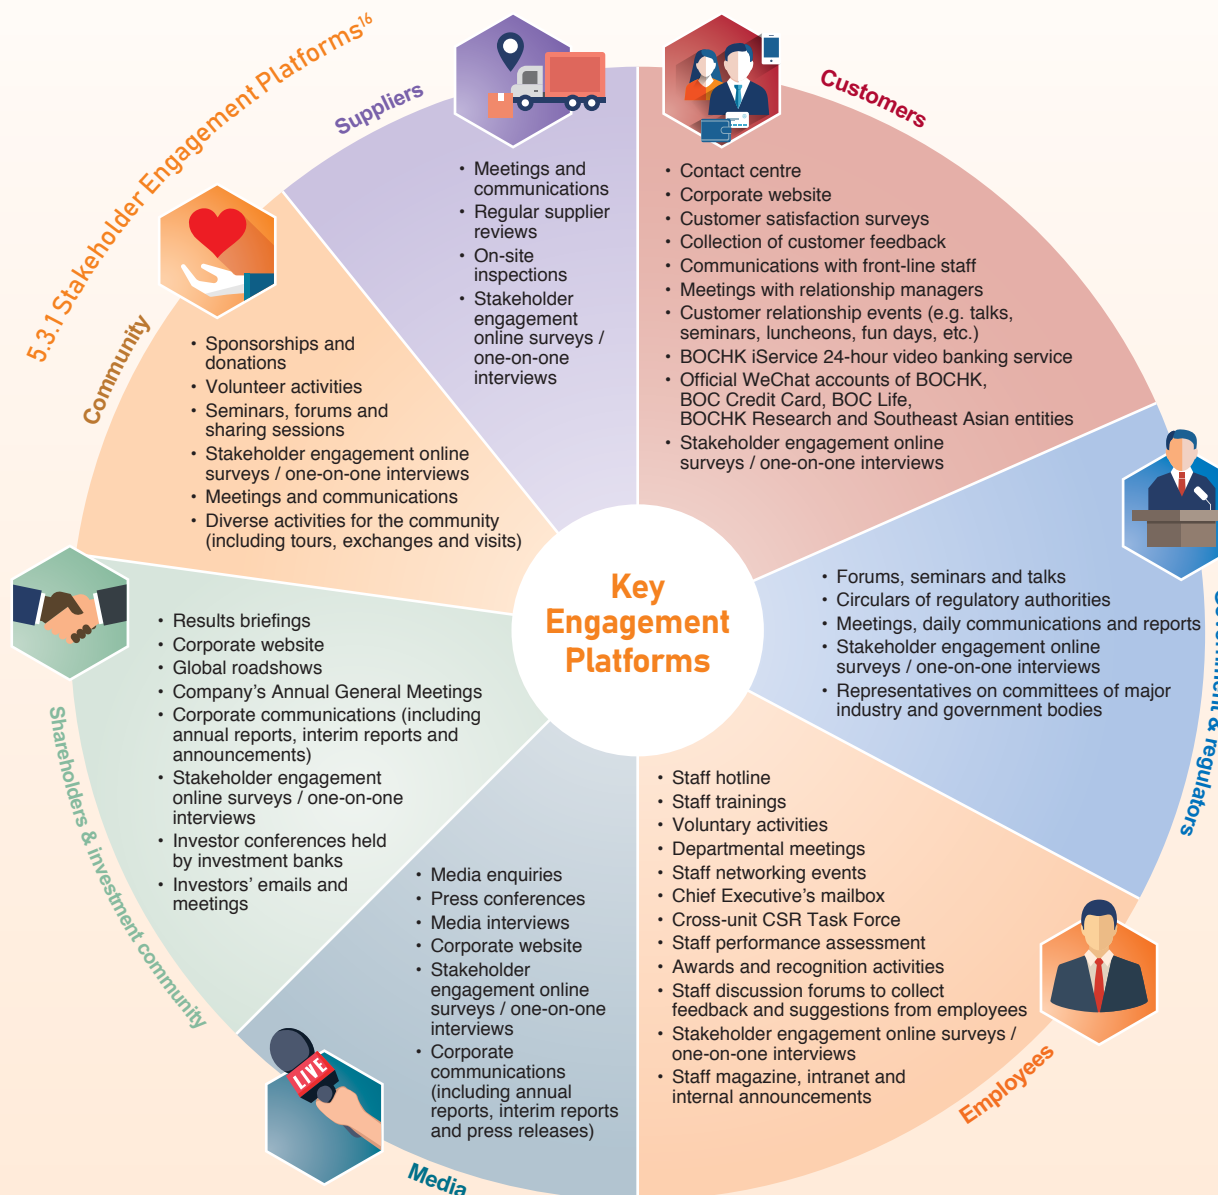 5.3.1 Stakeholder Engagement Platforms16
Suppliers
• Meetings and
communications
• Regular supplier
reviews
• On-site
inspections
• Stakeholder
engagement
online surveys /
one-on-one
interviews
Customers
• Contact centre
• Corporate website
• Customer satisfaction surveys
• Collection of customer feedback
• Communications with front-line staff
• Meetings with relationship managers
• Customer relationship events (e.g. talks,
seminars, luncheons, fun days, etc.)
• BOCHK iService 24-hour video banking service
• Official WeChat accounts of BOCHK,
BOC Credit Card, BOC Life,
BOCHK Research and Southeast Asian entities
• Stakeholder engagement online
surveys / one-on-one interviews
Community
• Sponsorships and
donations
• Volunteer activities
• Seminars, forums and
sharing sessions
• Stakeholder engagement online
surveys / one-on-one interviews
• Meetings and communications
• Diverse activities for the community
(including tours, exchanges and visits)
Key
Engagement
Platforms
& regulators
• Forums, seminars and talks
• Circulars of regulatory authorities
• Meetings, daily communications and reports
• Stakeholder engagement online
surveys / one-on-one interviews
• Representatives on committees of major
industry and government bodies
Shareholders & investment community
• Results briefings
• Corporate website
• Global roadshows
• Company’s Annual General Meetings
• Corporate communications (including
annual reports, interim reports and
announcements)
• Stakeholder engagement
online surveys / one-on-one
interviews
• Investor conferences held
by investment banks
• Investors’ emails and
meetings
Media
• Media enquiries
• Press conferences
• Media interviews
• Corporate website
• Stakeholder
engagement online
surveys / one-on-one
interviews
• Corporate
communications
(including annual
reports, interim reports
and press releases)
LIVE
Employees
• Staff hotline
• Staff trainings
• Voluntary activities
• Departmental meetings
• Staff networking events
• Chief Executive’s mailbox
• Cross-unit CSR Task Force
• Staff performance assessment
• Awards and recognition activities
• Staff discussion forums to collect
feedback and suggestions from employees
• Stakeholder engagement online surveys /
one-on-one interviews
• Staff magazine, intranet and
internal announcements